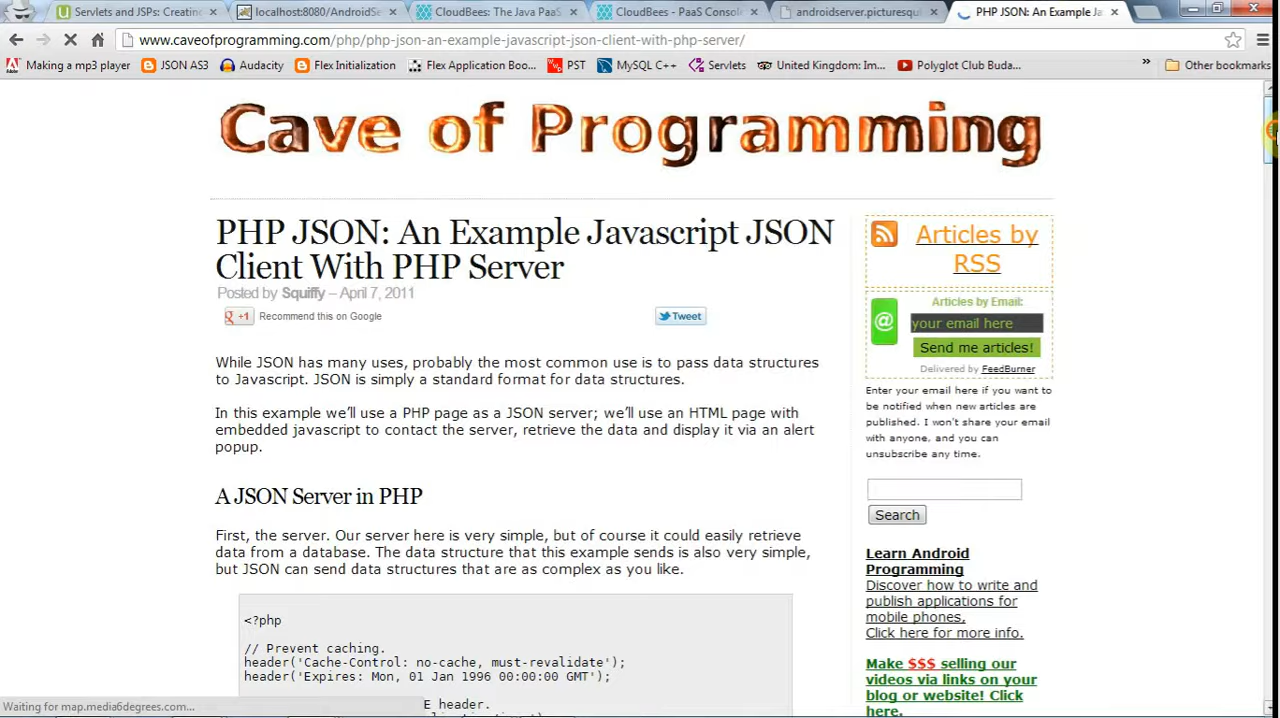 Servlets and JSPs: Creatin
localhost:8080/AndroidSe
CloudBees: The Java PaaS
CloudBees - PaaS Consol
androidserver.picturesqu
PHP JSON: An Example Ja
www.caveofprogramming.com/php/php-json-an-example-javascript-json-client-with-php-server/
Making a mp3 player
JSON AS3
Audacity
Flex Initialization
Flex Application Boo...
PST
MySQL C++
Servlets
United Kingdom: Im...
Polyglot Club Buda...
»
Other bookmarks
Cave of Programming
PHP JSON: An Example Javascript JSON
Client With PHP Server
Posted by Squiffy – April 7, 2011
+1 Recommend this on Google
Tweet
While JSON has many uses, probably the most common use is to pass data structures
to Javascript. JSON is simply a standard format for data structures.
In this example we'll use a PHP page as a JSON server; we'll use an HTML page with
embedded javascript to contact the server, retrieve the data and display it via an alert
popup.
A JSON Server in PHP
First, the server. Our server here is very simple, but of course it could easily retrieve
data from a database. The data structure that this example sends is also very simple,
but JSON can send data structures that are as complex as you like.
<?php
// Prevent caching.
header('Cache-Control: no-cache, must-revalidate');
header('Expires: Mon, 01 Jan 1996 00:00:00 GMT');
E header.
Articles by
RSS
Articles by Email:
@
your email here
Send me articles!
Delivered by FeedBurner
Enter your email here if you want to
be notified when new articles are
published. I won't share your email
with anyone, and you can
unsubscribe any time.
Search
Learn Android
Programming
Discover how to write and
publish applications for
mobile phones.
Click here for more info.
Make $$$ selling our
videos via links on your
blog or website! Click
here.
Waiting for map.media6degrees.com...